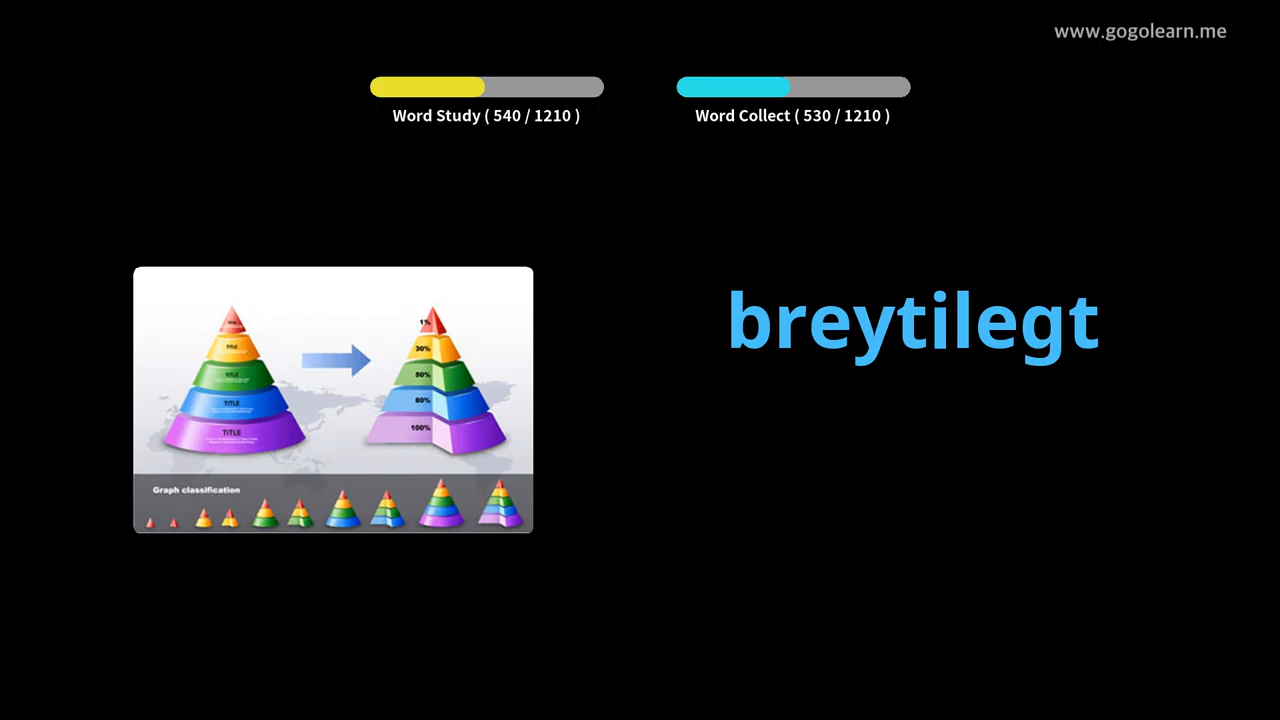 www.gogolearn.me
Word Study ( 540 / 1210 )
Word Collect ( 530 / 1210 )
breytilegt
TITLE
TITLE
TITLE
TITLE
1%
30%
50%
80%
100%
Graph classification